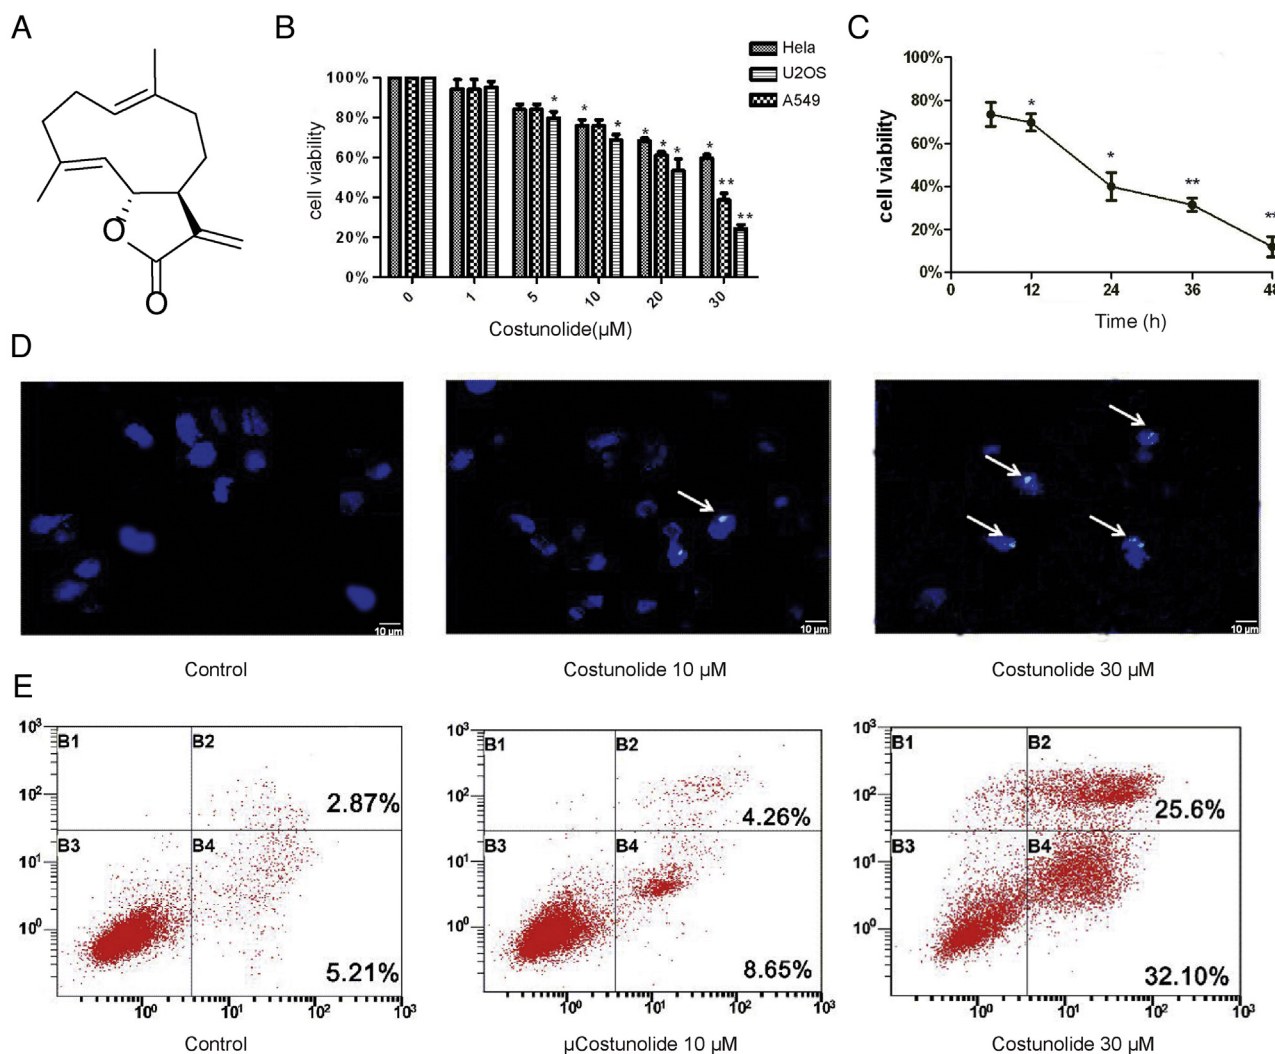 A
O
O
B
Hela
U2OS
A549
100%
80%
60%
40%
20%
0%
cell viability
* * * * * * * * ** **
0 1 5 10 20 30
Costunolide(µM)
C
100%
80%
60%
40%
20%
0%
cell viability
* * ** **
0 12 24 36 48
Time (h)
D
10 µm
10 µm
10 µm
Control
Costunolide 10 µM
Costunolide 30 µM
E
10³
10²
10¹
10⁰
B1 B2
2.87%
B3 B4
5.21%
10⁰ 10¹ 10² 10³
Control
10³
10²
10¹
10⁰
B1 B2
4.26%
B3 B4
8.65%
10⁰ 10¹ 10² 10³
µCostunolide 10 µM
10³
10²
10¹
10⁰
B1 B2
25.6%
B3 B4
32.10%
10⁰ 10¹ 10² 10³
Costunolide 30 µM